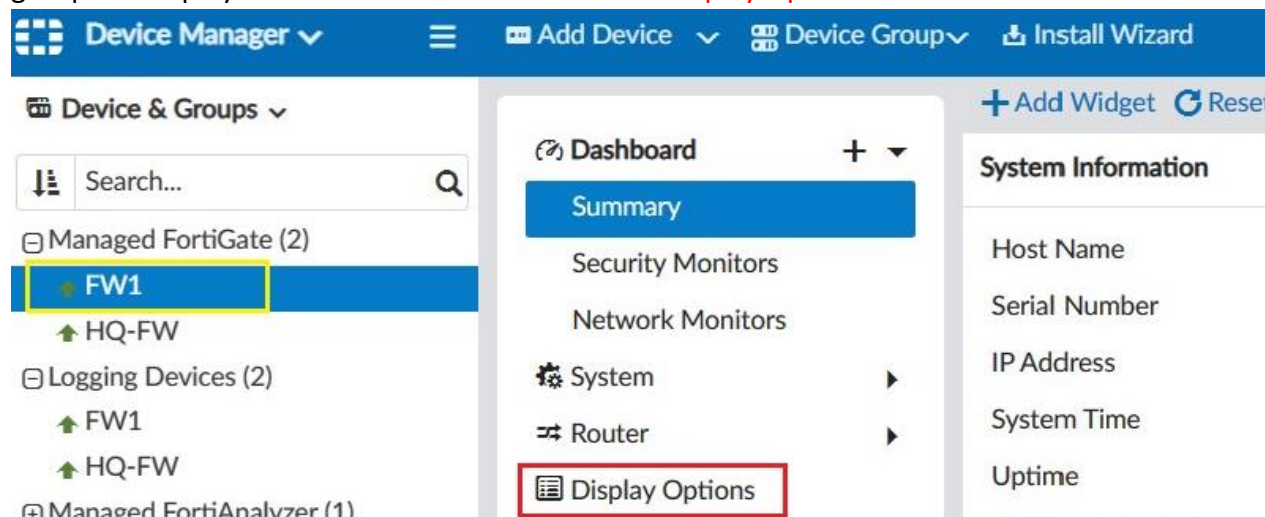 Device Manager
Add Device
Device Group
Install Wizard
Device & Groups
Search...
Managed FortiGate (2)
FW1
HQ-FW
Logging Devices (2)
FW1
HQ-FW
Dashboard
Summary
Security Monitors
Network Monitors
System
Router
Display Options
+ Add Widget
System Information
Host Name
Serial Number
IP Address
System Time
Uptime